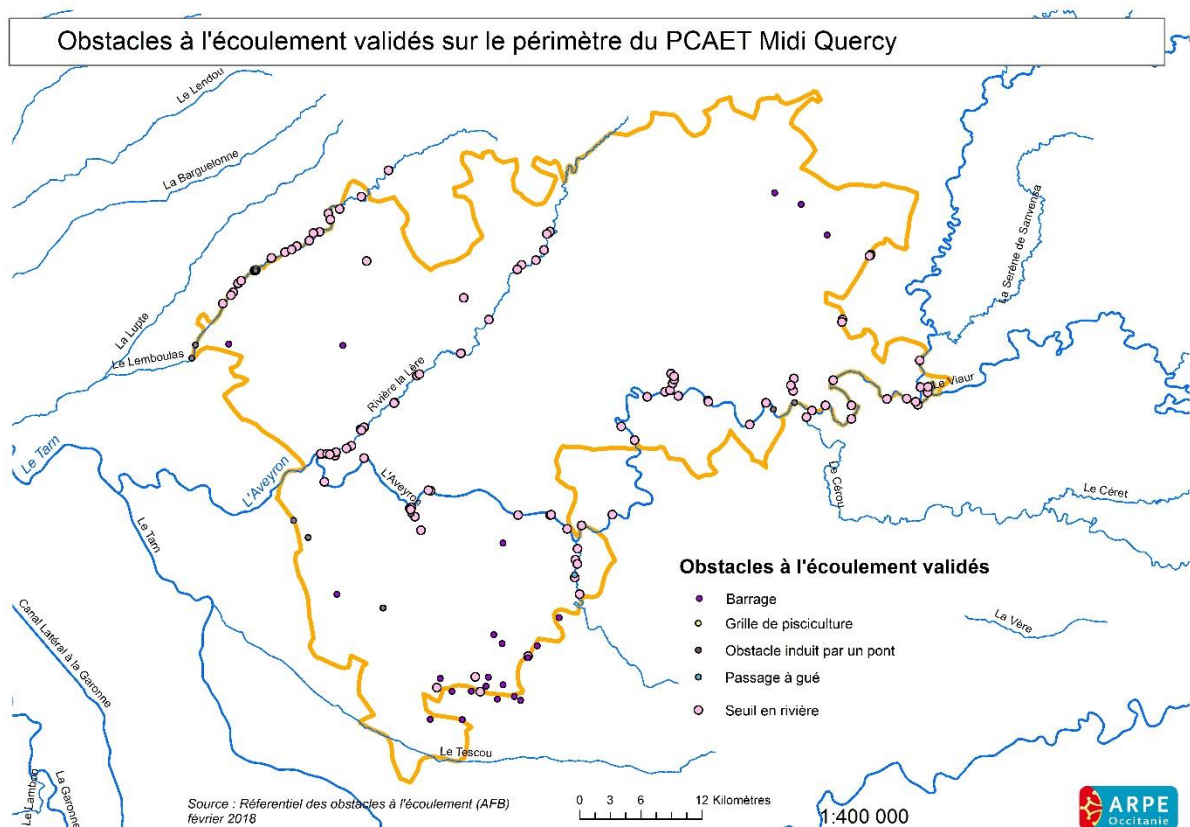 Obstacles à l'écoulement validés sur le périmètre du PCAET Midi Quercy
Le Lendou
La Barguelonne
La Serène de Sanvensa
La Lupte
Le Lemboulas
Rivière la Lère
Le Viaur
Le Tarn
L'Aveyron
L'Aveyron
Le Cérou
Le Céret
Le Tarn
Obstacles à l'écoulement validés
Barrage
Grille de pisciculture
Obstacle induit par un pont
Passage à gué
Seuil en rivière
La Vère
Canal Latéral à la Garonne
Le Tescou
Le Lambon
La Garonne
Source : Réferentiel des obstacles à l'écoulement (AFB)
février 2018
0 3 6 12 Kilomètres
1:400 000
ARPE
Occitanie